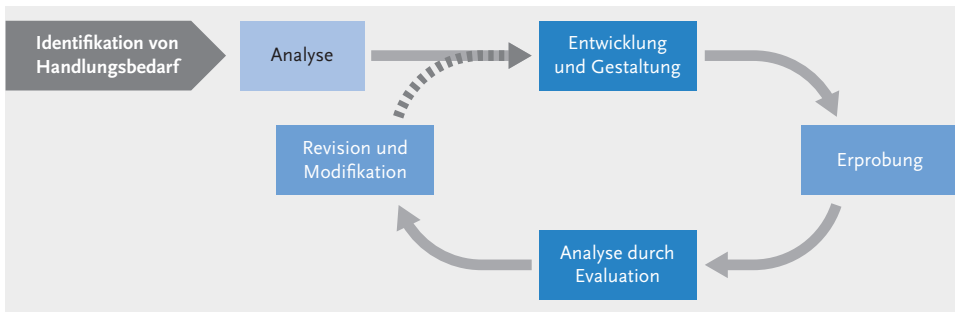 Identifikation von
Handlungsbedarf
Analyse
Entwicklung
und Gestaltung
Revision und
Modifikation
Erprobung
Analyse durch
Evaluation